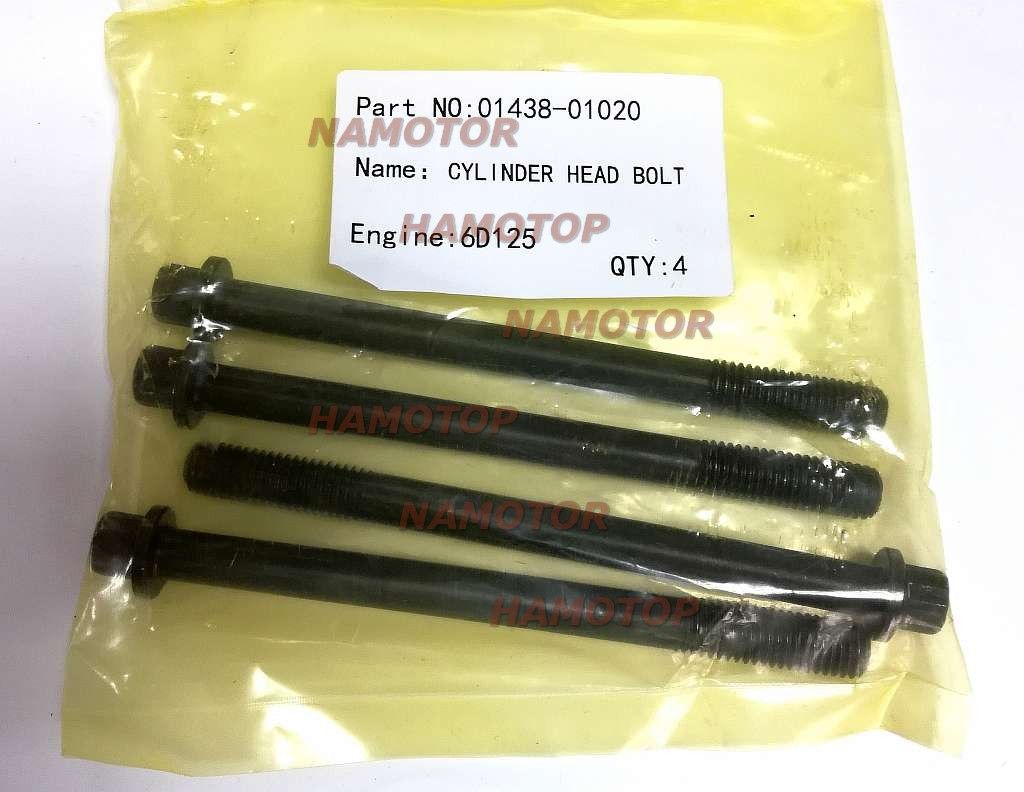 Part NO:01438-01020
NAMOTOR
Name: CYLINDER HEAD BOLT
HAMOTOP
Engine:6D125
QTY:4
NAMOTOR
HAMOTOP
NAMOTOR
HAMOTOP